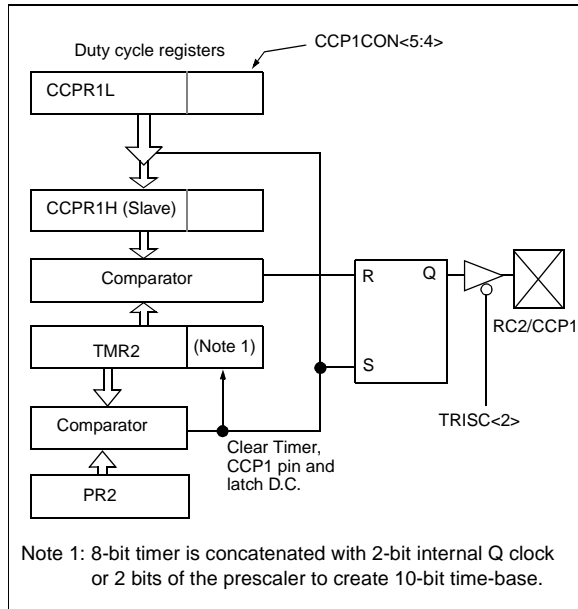 Duty cycle registers
CCP1CON<5:4>
CCPR1L
CCPR1H (Slave)
Comparator
R
Q
RC2/CCP1
TMR2
(Note 1)
S
TRISC<2>
Comparator
Clear Timer,
CCP1 pin and
latch D.C.
PR2
Note 1: 8-bit timer is concatenated with 2-bit internal Q clock
or 2 bits of the prescaler to create 10-bit time-base.